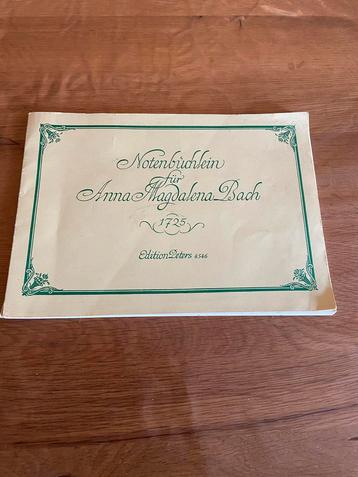 Notenbüchlein
für
Anna Magdalena Bach
1725
Edition Peters 4546